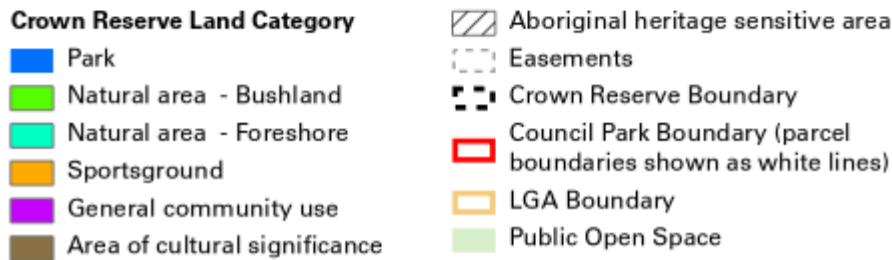 Crown Reserve Land Category
Park
Natural area - Bushland
Natural area - Foreshore
Sportsground
General community use
Area of cultural significance
Aboriginal heritage sensitive area
Easements
Crown Reserve Boundary
Council Park Boundary (parcel
boundaries shown as white lines)
LGA Boundary
Public Open Space